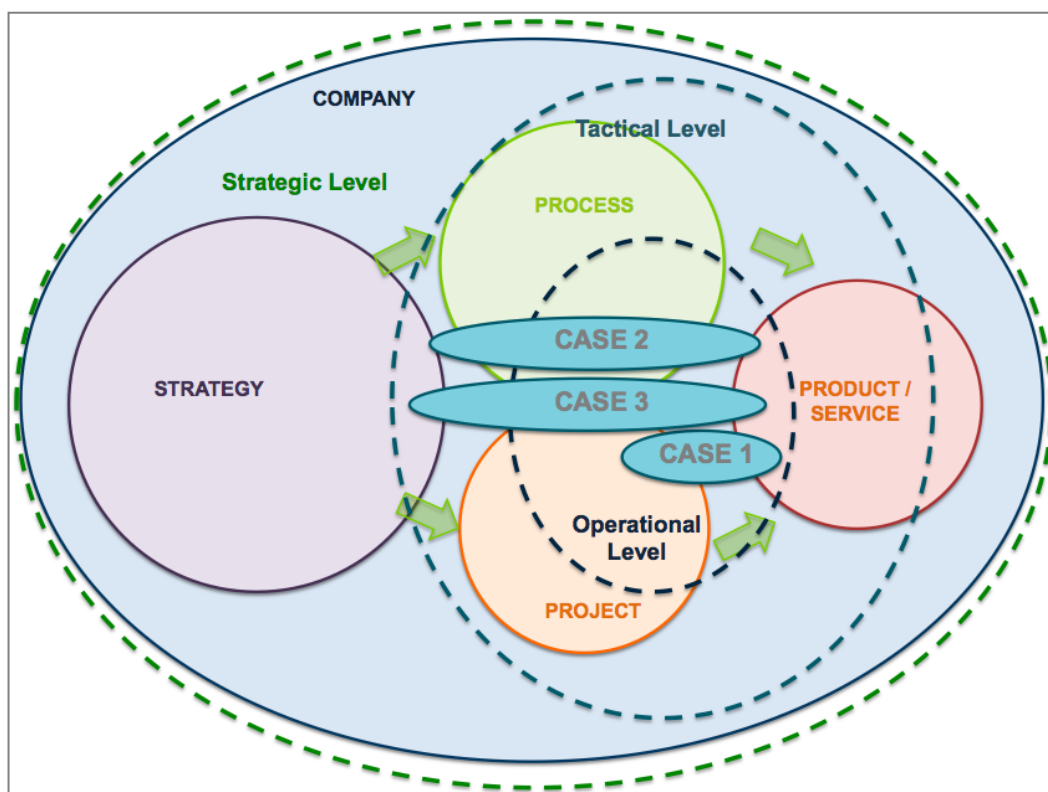 COMPANY
Tactical Level
Strategic Level
PROCESS
CASE 2
STRATEGY
CASE 3
PRODUCT /
SERVICE
CASE 1
Operational
Level
PROJECT